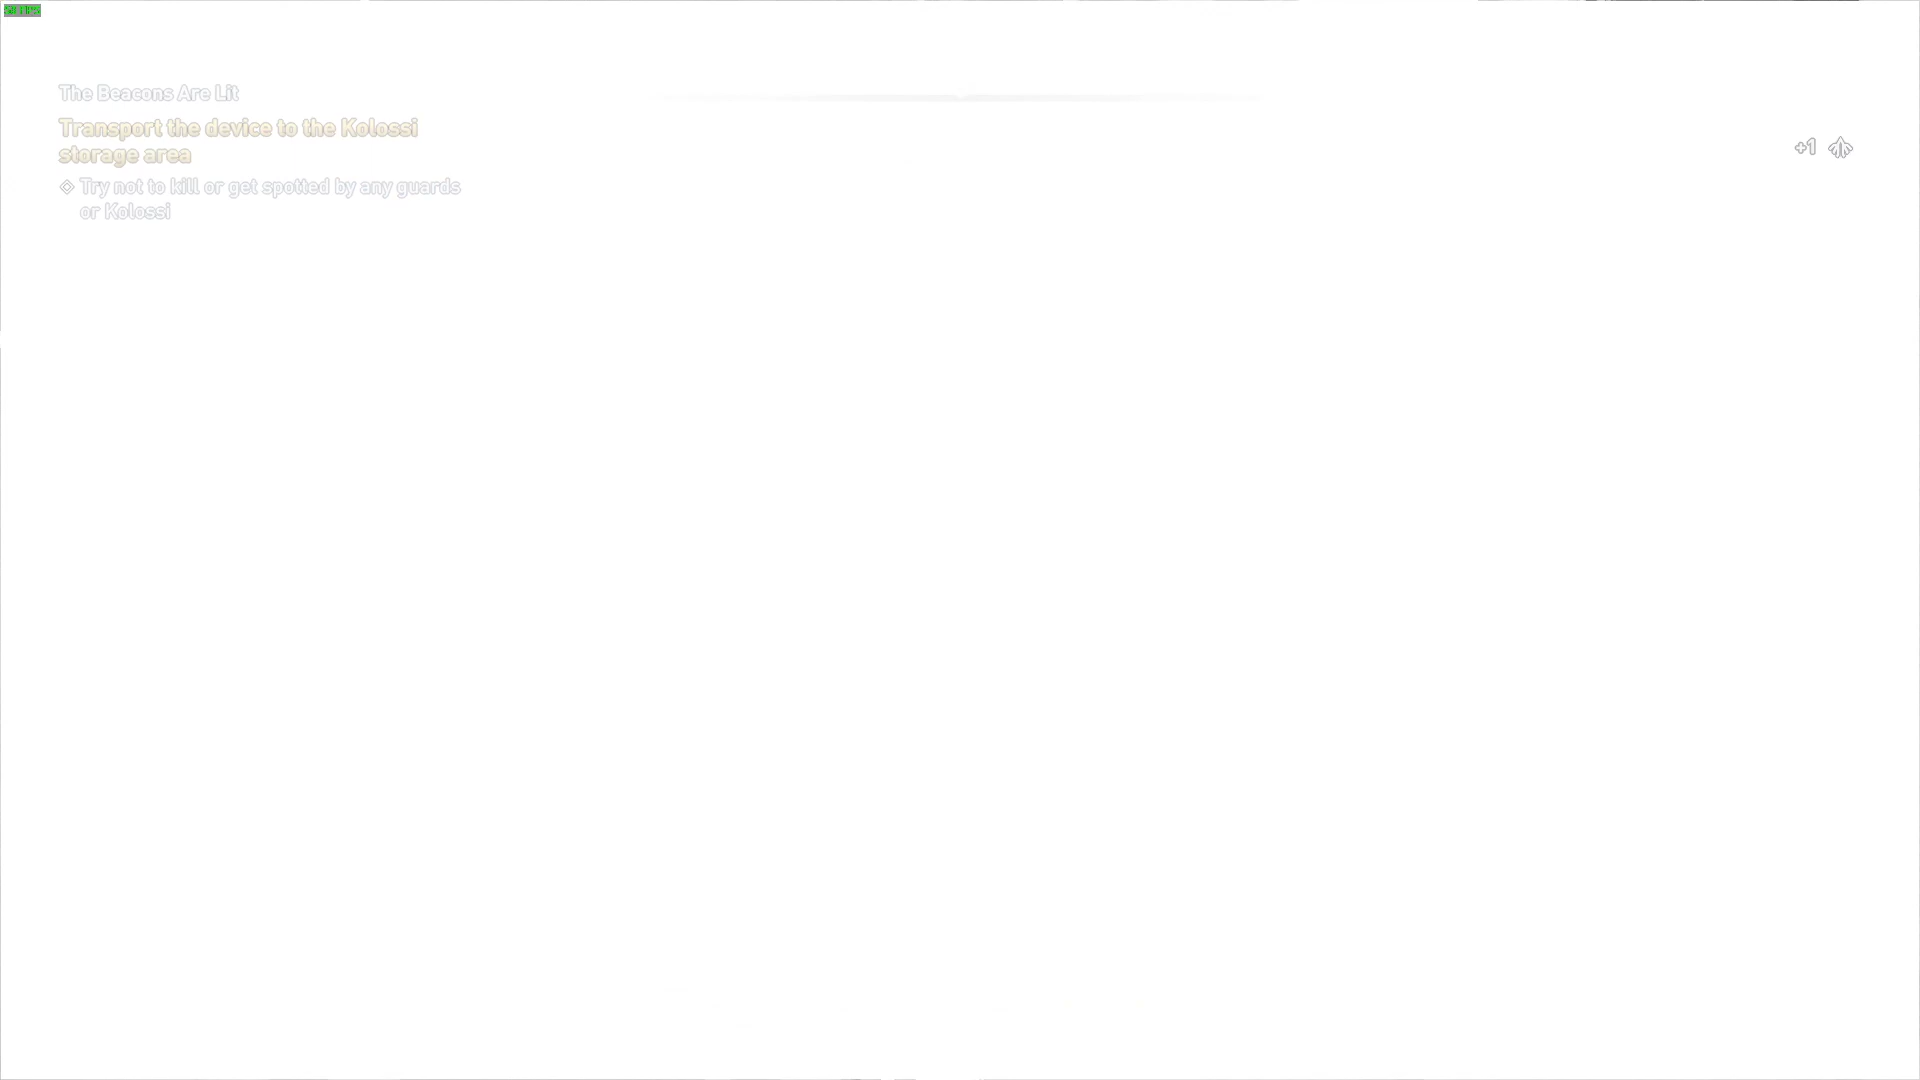 The Beacons Are Lit
Transport the device to the Kolossi
storage area
Try not to kill or get spotted by any guards
or Kolossi
+1